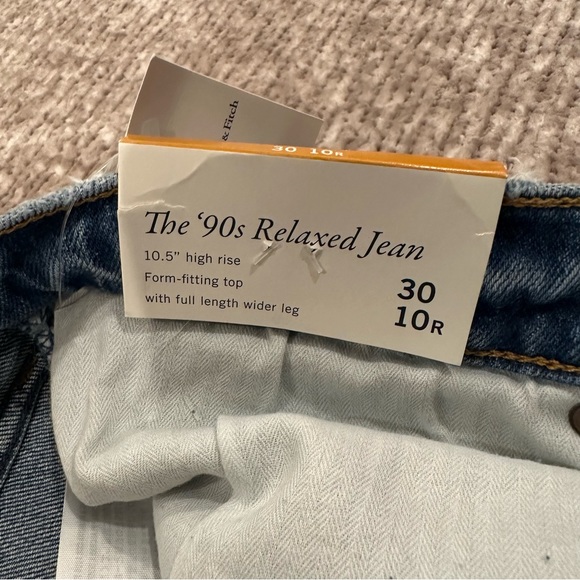 & Fitch
30 10R
The ‘90s Relaxed Jean
10.5” high rise
Form-fitting top
with full length wider leg
30
10R